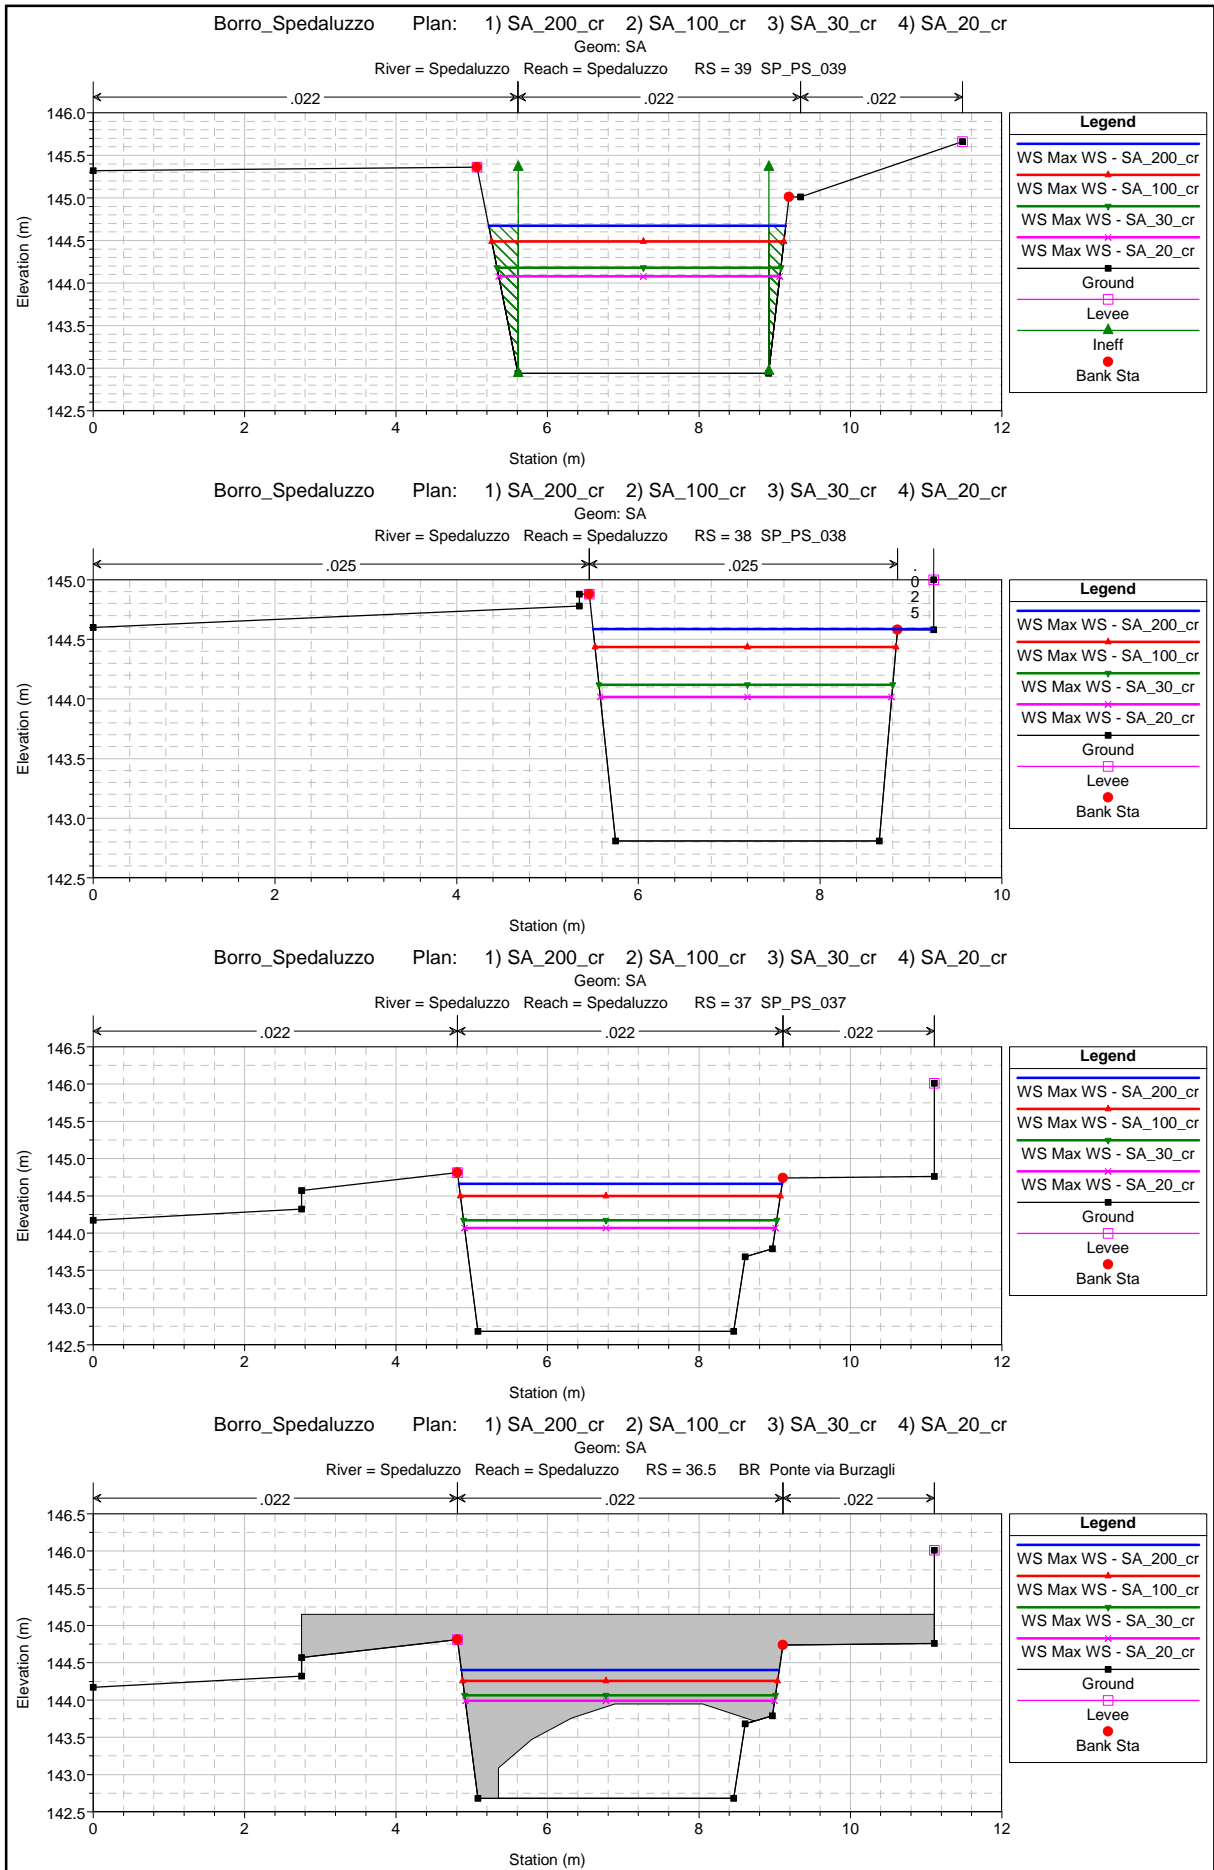 Borro_Spedaluzzo Plan: 1) SA_200_cr 2) SA_100_cr 3) SA_30_cr 4) SA_20_cr
Geom: SA
River = Spedaluzzo Reach = Spedaluzzo RS = 39 SP_PS_039
.022 .022 .022
146.0
145.5
145.0
144.5
144.0
143.5
143.0
142.5
Elevation (m)
0 2 4 6 8 10 12
Station (m)
Legend
WS Max WS - SA_200_cr
WS Max WS - SA_100_cr
WS Max WS - SA_30_cr
WS Max WS - SA_20_cr
Ground
Levee
Ineff
Bank Sta
Borro_Spedaluzzo Plan: 1) SA_200_cr 2) SA_100_cr 3) SA_30_cr 4) SA_20_cr
Geom: SA
River = Spedaluzzo Reach = Spedaluzzo RS = 38 SP_PS_038
.025 .025 .025
145.0
144.5
144.0
143.5
143.0
142.5
Elevation (m)
0 2 4 6 8 10
Station (m)
Legend
WS Max WS - SA_200_cr
WS Max WS - SA_100_cr
WS Max WS - SA_30_cr
WS Max WS - SA_20_cr
Ground
Levee
Bank Sta
Borro_Spedaluzzo Plan: 1) SA_200_cr 2) SA_100_cr 3) SA_30_cr 4) SA_20_cr
Geom: SA
River = Spedaluzzo Reach = Spedaluzzo RS = 37 SP_PS_037
.022 .022 .022
146.5
146.0
145.5
145.0
144.5
144.0
143.5
143.0
142.5
Elevation (m)
0 2 4 6 8 10 12
Station (m)
Legend
WS Max WS - SA_200_cr
WS Max WS - SA_100_cr
WS Max WS - SA_30_cr
WS Max WS - SA_20_cr
Ground
Levee
Bank Sta
Borro_Spedaluzzo Plan: 1) SA_200_cr 2) SA_100_cr 3) SA_30_cr 4) SA_20_cr
Geom: SA
River = Spedaluzzo Reach = Spedaluzzo RS = 36.5 BR Ponte via Burzagli
.022 .022 .022
146.5
146.0
145.5
145.0
144.5
144.0
143.5
143.0
142.5
Elevation (m)
0 2 4 6 8 10 12
Station (m)
Legend
WS Max WS - SA_200_cr
WS Max WS - SA_100_cr
WS Max WS - SA_30_cr
WS Max WS - SA_20_cr
Ground
Levee
Bank Sta